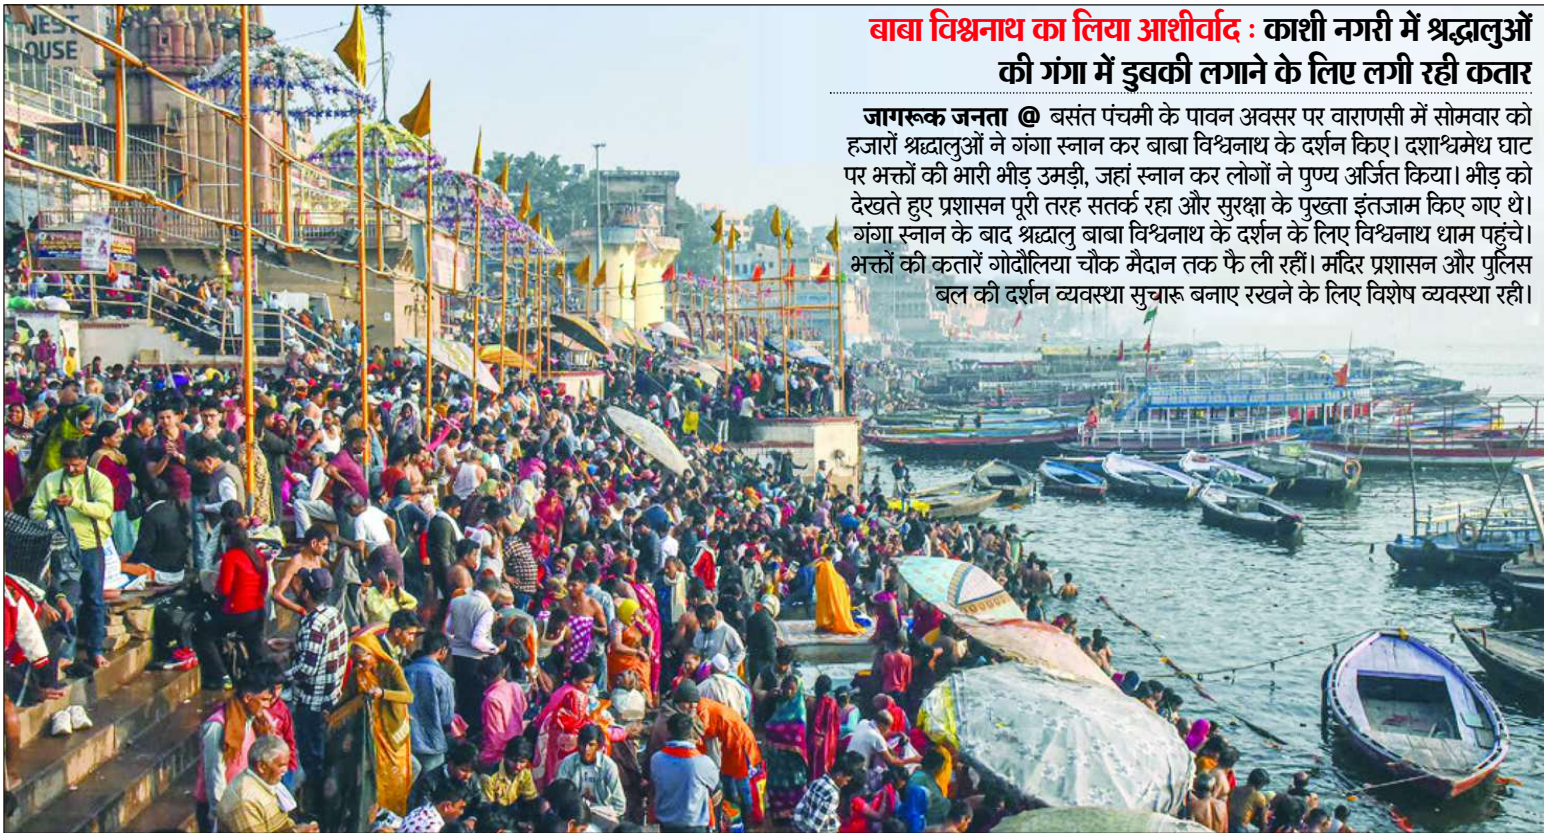 बाबा विश्वनाथ का लिया आशीर्वाद : काशी नगरी में श्रद्धालुओं
की गंगा में डुबकी लगाने के लिए लगी रही कतार
जागरूक जनता @ बसंत पंचमी के पावन अवसर पर वाराणसी में सोमवार को
हजारों श्रद्धालुओं ने गंगा स्नान कर बाबा विश्वनाथ के दर्शन किए। दशाश्वमेध घाट
पर भक्तों की भारी भीड़ उमड़ी, जहां स्नान कर लोगों ने पुण्य अर्जित किया। भीड़ को
देखते हुए प्रशासन पूरी तरह सतर्क रहा और सुरक्षा के पुख्ता इंतजाम किए गए थे।
गंगा स्नान के बाद श्रद्धालु बाबा विश्वनाथ के दर्शन के लिए विश्वनाथ धाम पहुंचे।
भक्तों की कतारें गोदौलिया चौक मैदान तक फै ली रहीं। मंदिर प्रशासन और पुलिस
बल की दर्शन व्यवस्था सुचारू बनाए रखने के लिए विशेष व्यवस्था रही।
OUSE